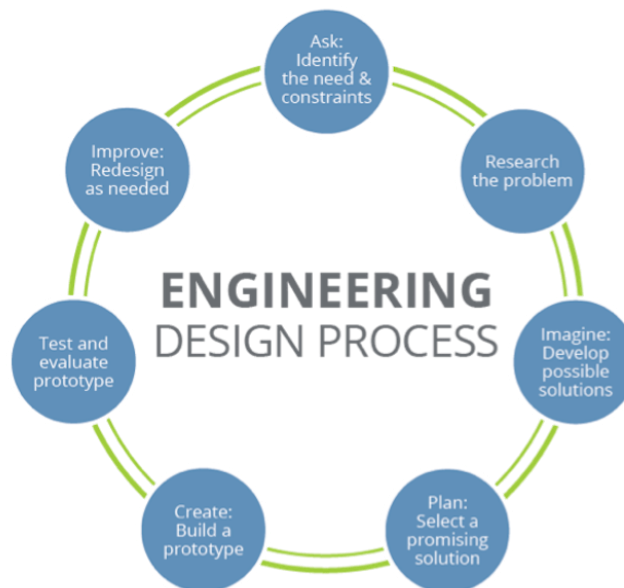 Ask:
Identify
the need &
constraints
Research
the problem
Imagine:
Develop
possible
solutions
Plan:
Select a
promising
solution
Create:
Build a
prototype
Test and
evaluate
prototype
Improve:
Redesign
as needed
ENGINEERING
DESIGN PROCESS